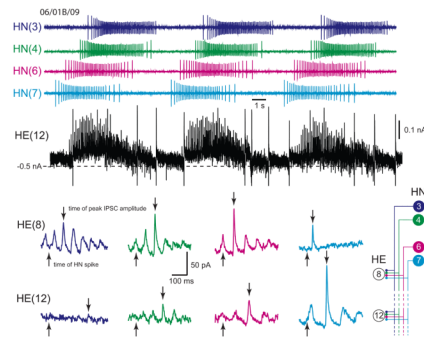 06/01B/09
HN(3)
HN(4)
HN(6)
HN(7)
1 s
HE(12)
0.1 nA
-0.5 nA
HN
time of peak IPSC amplitude
3
HE(8)
4
time of HN spike
6
HE
7
50 pA
8
100 ms
HE(12)
12